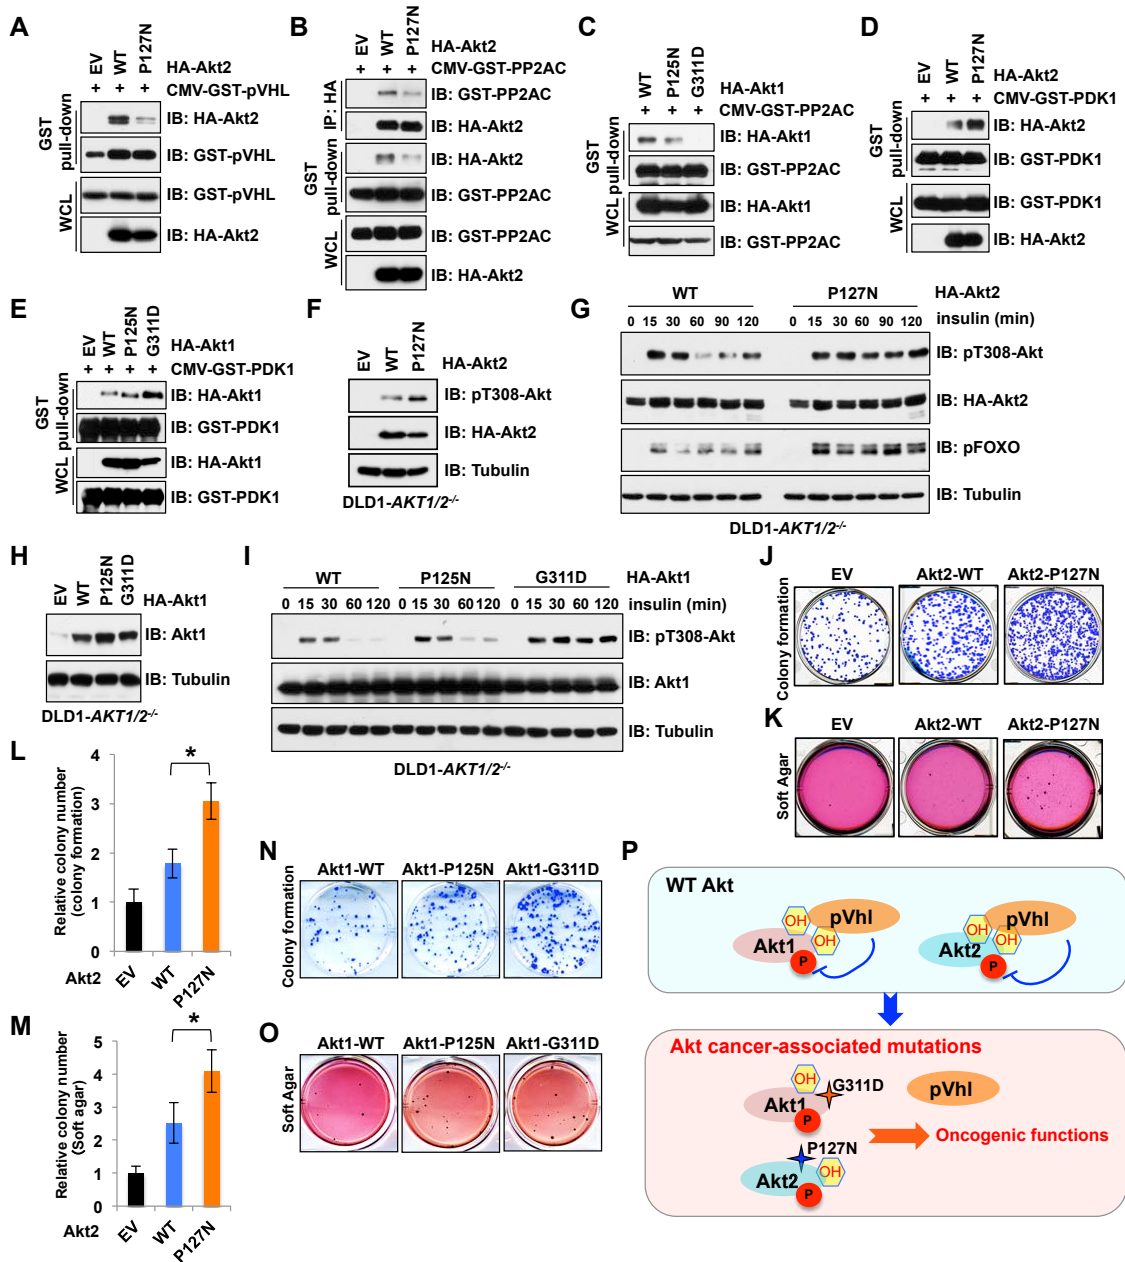 A
EV
WT
P127N
HA-Akt2
+ + + CMV-GST-pVHL
GST
pull-down
IB: HA-Akt2
IB: GST-pVHL
WCL
IB: GST-pVHL
IB: HA-Akt2
B
EV
WT
P127N
HA-Akt2
+ + + CMV-GST-PP2AC
IP: HA
IB: GST-PP2AC
IB: HA-Akt2
GST
pull-down
IB: HA-Akt2
IB: GST-PP2AC
WCL
IB: GST-PP2AC
IB: HA-Akt2
C
WT
P125N
G311D
HA-Akt1
+ + + CMV-GST-PP2AC
GST
pull-down
IB: HA-Akt1
IB: GST-PP2AC
WCL
IB: HA-Akt1
IB: GST-PP2AC
D
EV
WT
P127N
HA-Akt2
+ + + CMV-GST-PDK1
GST
pull-down
IB: HA-Akt2
IB: GST-PDK1
WCL
IB: GST-PDK1
IB: HA-Akt2
E
EV
WT
P125N
G311D
HA-Akt1
+ + + + CMV-GST-PDK1
GST
pull-down
IB: HA-Akt1
IB: GST-PDK1
WCL
IB: HA-Akt1
IB: GST-PDK1
F
EV
WT
P127N
HA-Akt2
IB: pT308-Akt
IB: HA-Akt2
IB: Tubulin
DLD1-AKT1/2-/-
G
WT P127N HA-Akt2
0 15 30 60 90 120 0 15 30 60 90 120 insulin (min)
IB: pT308-Akt
IB: HA-Akt2
IB: pFOXO
IB: Tubulin
DLD1-AKT1/2-/-
H
EV
WT
P125N
G311D
HA-Akt1
IB: Akt1
IB: Tubulin
DLD1-AKT1/2-/-
I
WT P125N G311D HA-Akt1
0 15 30 60 120 0 15 30 60 120 0 15 30 60 120 insulin (min)
IB: pT308-Akt
IB: Akt1
IB: Tubulin
DLD1-AKT1/2-/-
J
EV Akt2-WT Akt2-P127N
Colony formation
K
EV Akt2-WT Akt2-P127N
Soft Agar
L
Relative colony number
(colony formation)
4
3
2
1
0
*
Akt2 EV WT P127N
M
Relative colony number
(Soft agar)
5
4
3
2
1
0
*
Akt2 EV WT P127N
N
Akt1-WT Akt1-P125N Akt1-G311D
Colony formation
O
Akt1-WT Akt1-P125N Akt1-G311D
Soft Agar
P
WT Akt
OH pVhl
Akt1 OH
P
OH pVhl
Akt2 OH
P
Akt cancer-associated mutations
OH G311D pVhl
Akt1
P
Oncogenic functions
P127N
Akt2 OH
P